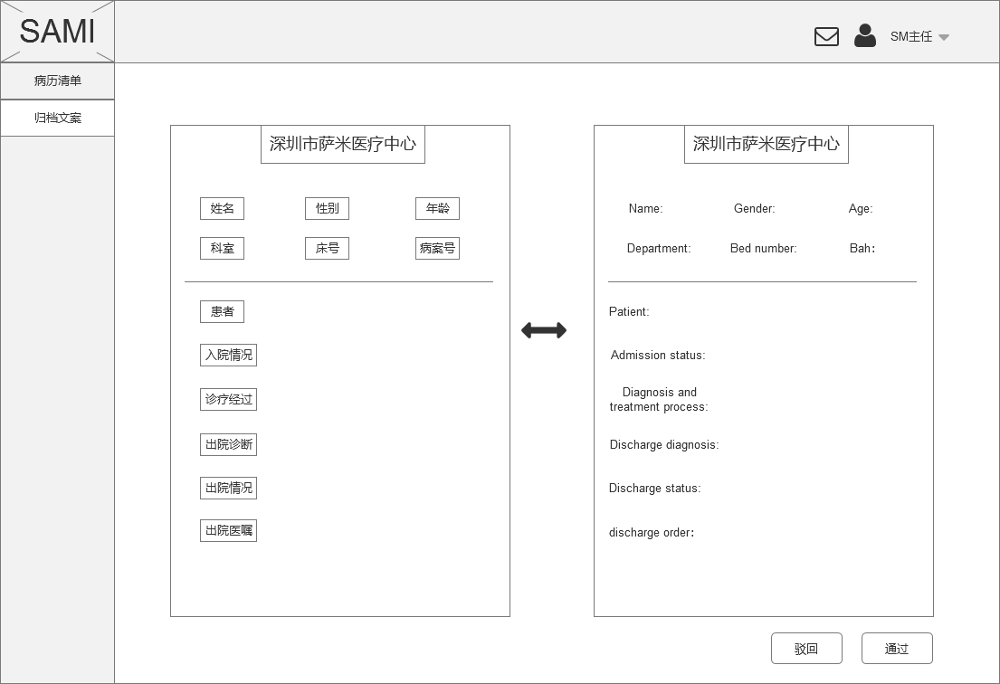 SAMI
SM主任
病历清单
归档文案
深圳市萨米医疗中心
姓名 性别 年龄
科室 床号 病案号
患者
入院情况
诊疗经过
出院诊断
出院情况
出院医嘱
深圳市萨米医疗中心
Name: Gender: Age:
Department: Bed number: Bah：
Patient:
Admission status:
Diagnosis and
treatment process:
Discharge diagnosis:
Discharge status:
discharge order：
驳回 通过